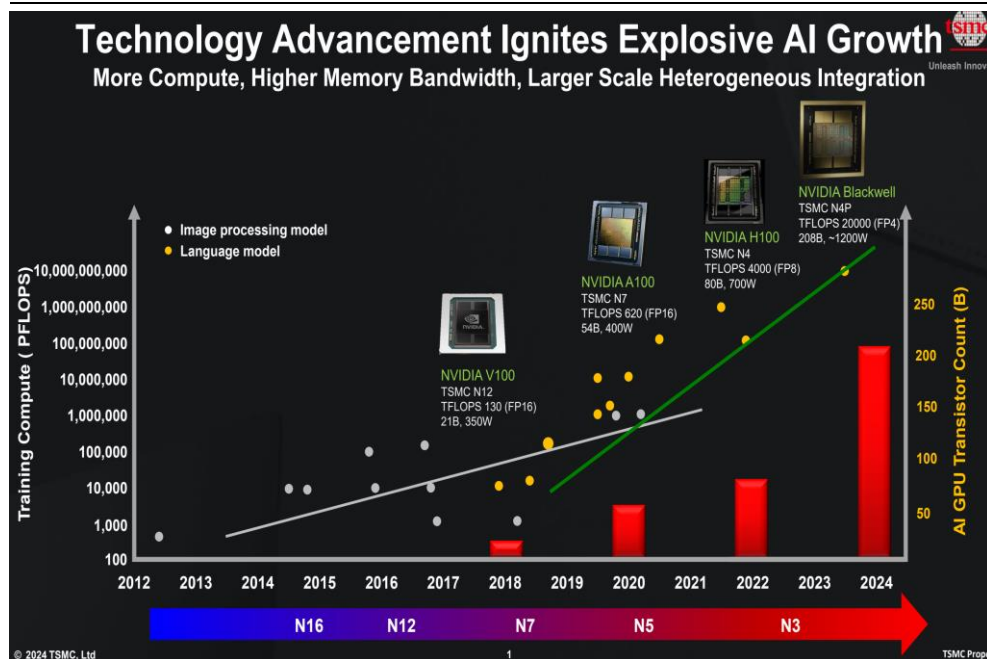 Technology Advancement Ignites Explosive AI Growth
tsmc
Unleash Innov
More Compute, Higher Memory Bandwidth, Larger Scale Heterogeneous Integration
NVIDIA Blackwell
TSMC N4P
TFLOPS 20000 (FP4)
208B, ~1200W
NVIDIA H100
TSMC N4
TFLOPS 4000 (FP8)
80B, 700W
NVIDIA A100
TSMC N7
TFLOPS 620 (FP16)
54B, 400W
NVIDIA
NVIDIA V100
TSMC N12
TFLOPS 130 (FP16)
21B, 350W
Image processing model
Language model
Training Compute ( PFLOPS)
10,000,000,000
1,000,000,000
100,000,000
10,000,000
1,000,000
100,000
10,000
1,000
100
AI GPU Transistor Count (B)
250
200
150
100
50
2012 2013 2014 2015 2016 2017 2018 2019 2020 2021 2022 2023 2024
N16 N12 N7 N5 N3
© 2024 TSMC, Ltd
1
TSMC Prope